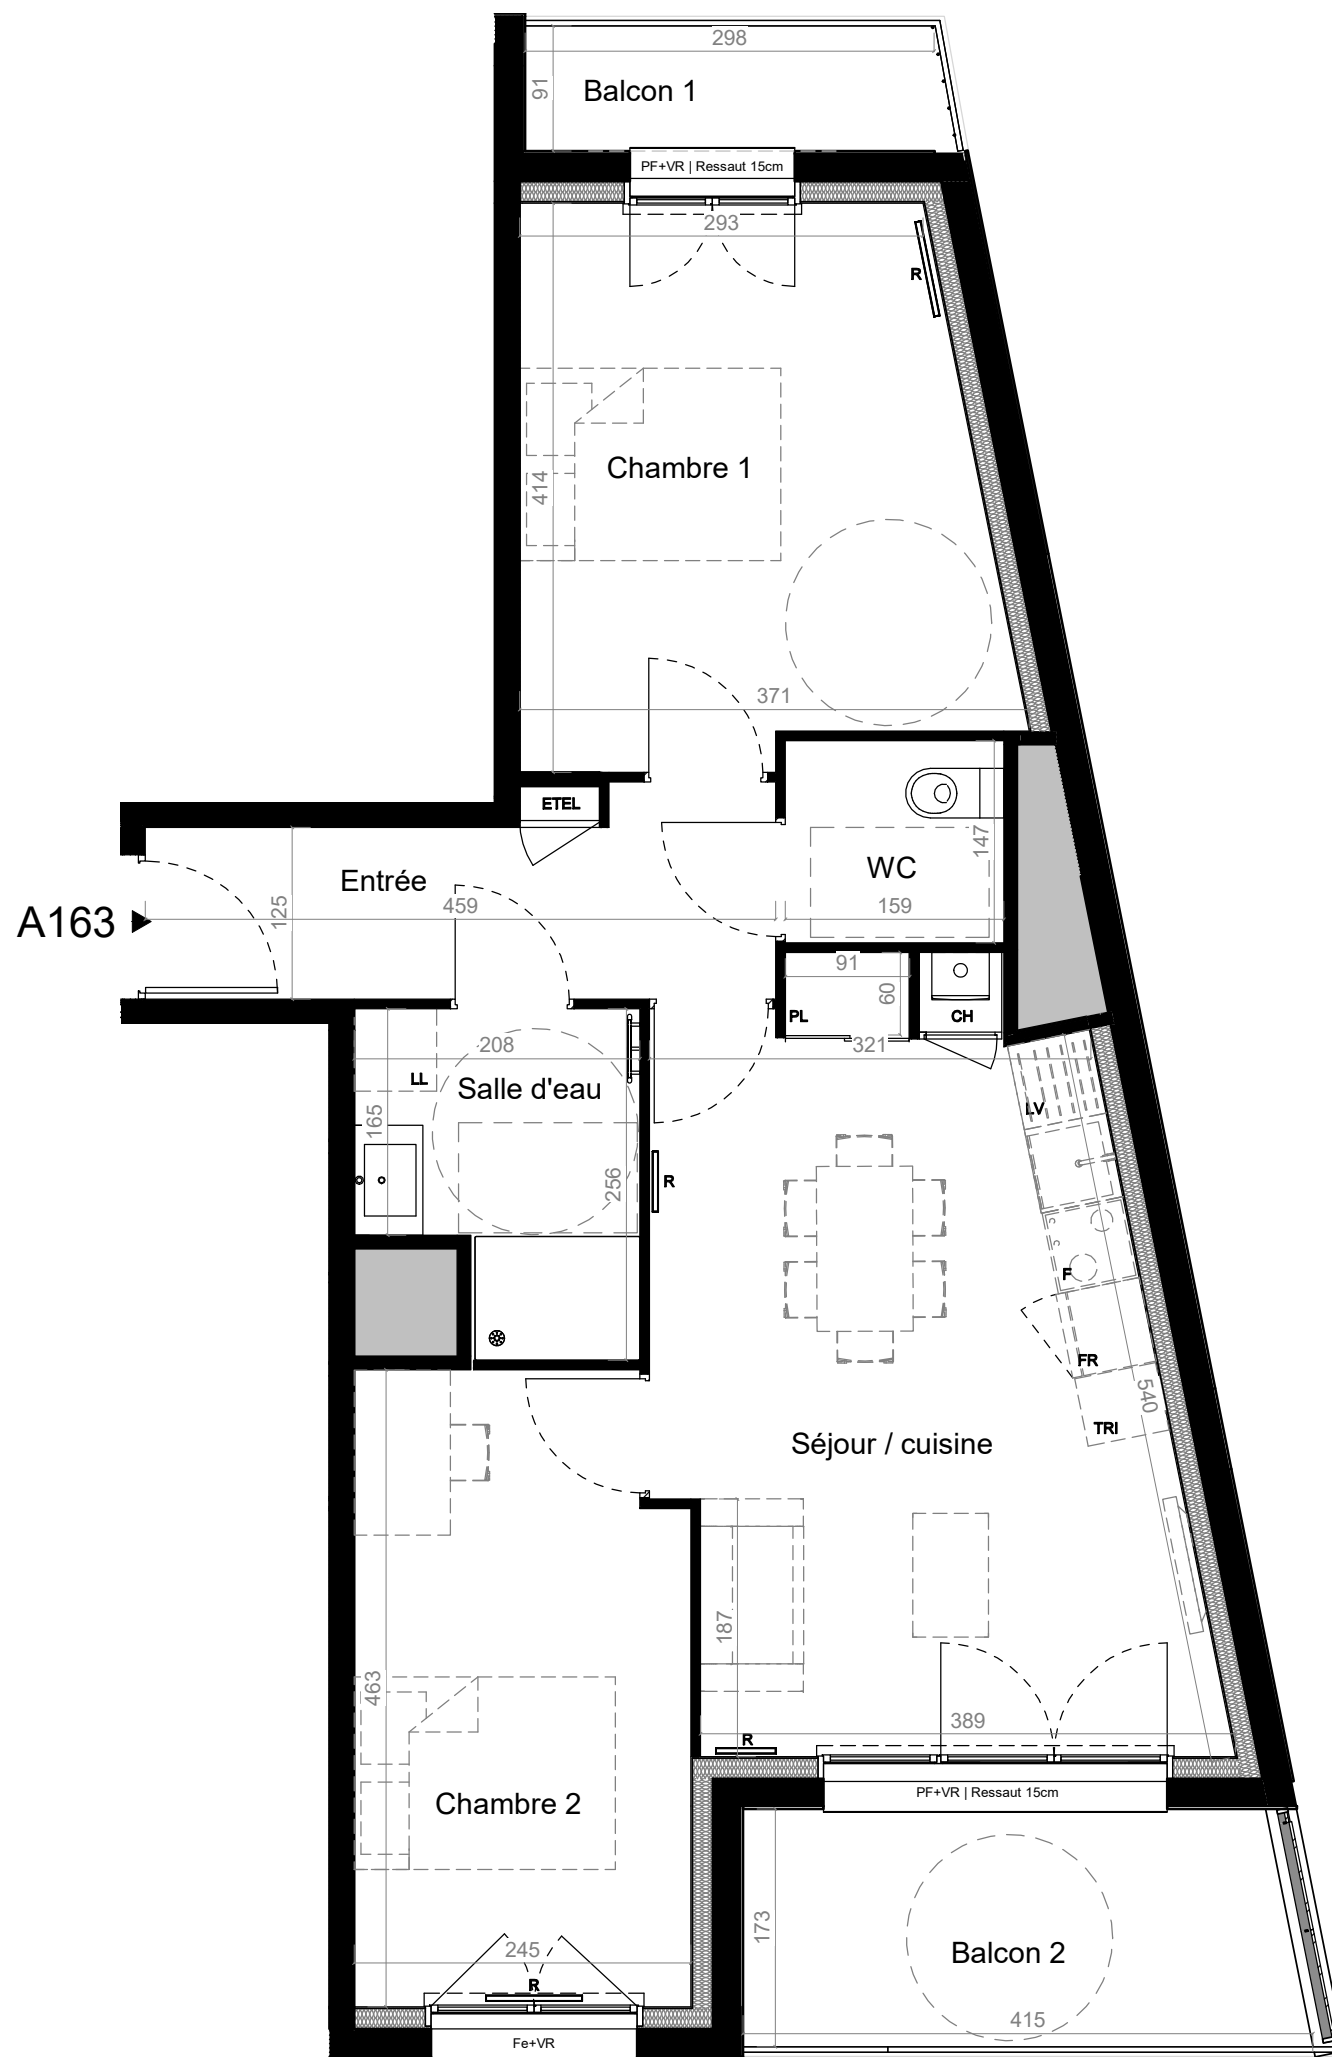 298
91
Balcon 1
PF+VR | Ressaut 15cm
293
R
Chambre 1
414
371
ETEL
147
WC
Entrée
125
459
159
A163
91
60
PL
CH
208
321
LL
Salle d'eau
165
LV
256
R
F
FR
540
TRI
Séjour / cuisine
187
463
389
R
PF+VR | Ressaut 15cm
Chambre 2
173
Balcon 2
245
R
415
Fe+VR